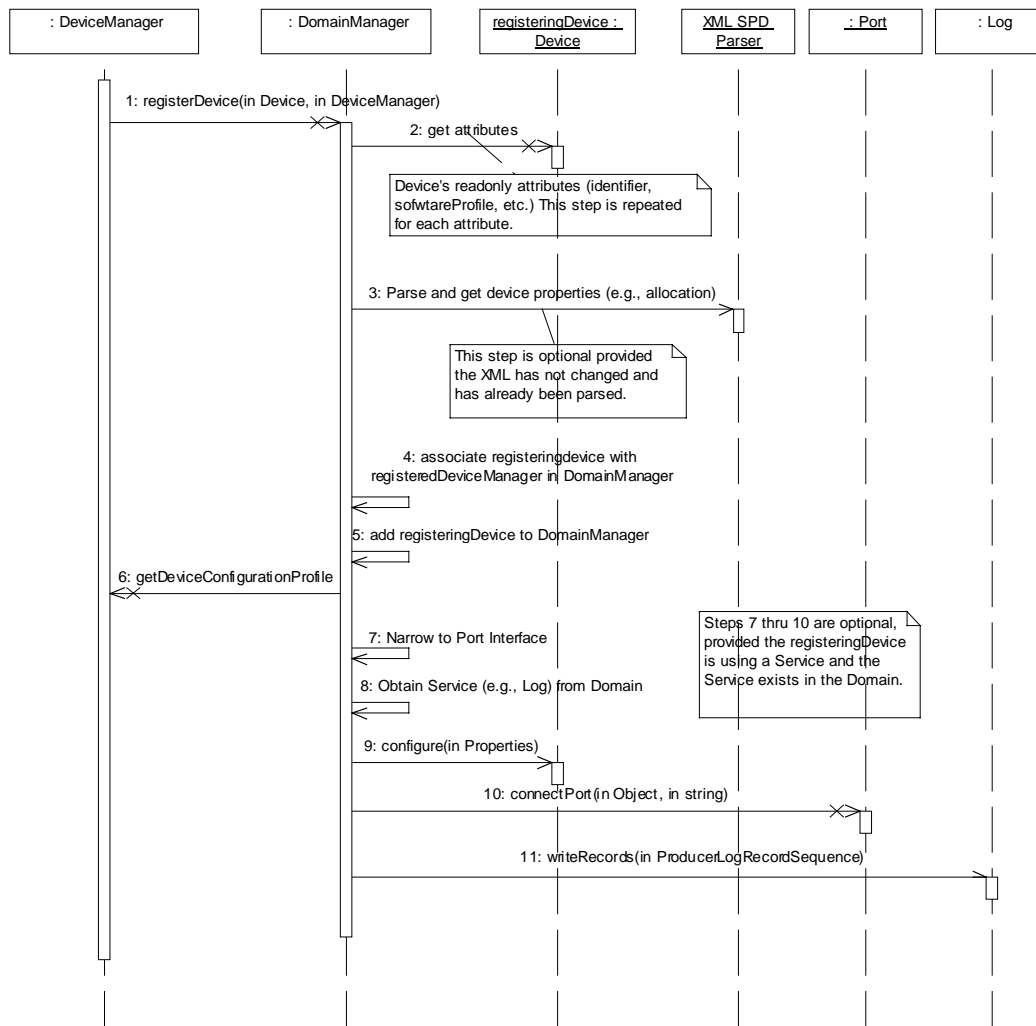 : DeviceManager
: DomainManager
registeringDevice :
Device
XML SPD
Parser
: Port
: Log
1: registerDevice(in Device, in DeviceManager)
2: get attributes
Device's readonly attributes (identifier,
sofwtareProfile, etc.) This step is repeated
for each attribute.
3: Parse and get device properties (e.g., allocation)
This step is optional provided
the XML has not changed and
has already been parsed.
4: associate registeringdevice with
registeredDeviceManager in DomainManager
5: add registeringDevice to DomainManager
6: getDeviceConfigurationProfile
Steps 7 thru 10 are optional,
provided the registeringDevice
is using a Service and the
Service exists in the Domain.
7: Narrow to Port Interface
8: Obtain Service (e.g., Log) from Domain
9: configure(in Properties)
10: connectPort(in Object, in string)
11: writeRecords(in ProducerLogRecordSequence)